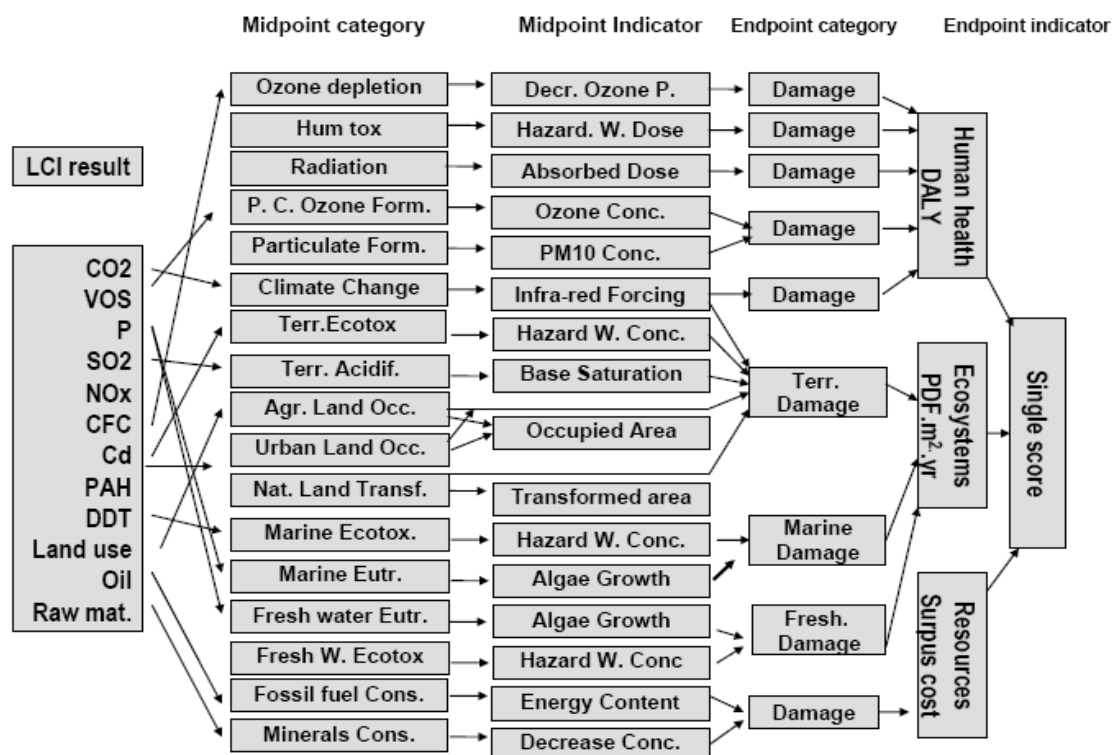 Midpoint category
Midpoint Indicator
Endpoint category
Endpoint indicator
LCI result
CO2
VOS
P
SO2
NOx
CFC
Cd
PAH
DDT
Land use
Oil
Raw mat.
Ozone depletion
Hum tox
Radiation
P. C. Ozone Form.
Particulate Form.
Climate Change
Terr.Ecotox
Terr. Acidif.
Agr. Land Occ.
Urban Land Occ.
Nat. Land Transf.
Marine Ecotox.
Marine Eutr.
Fresh water Eutr.
Fresh W. Ecotox
Fossil fuel Cons.
Minerals Cons.
Decr. Ozone P.
Hazard. W. Dose
Absorbed Dose
Ozone Conc.
PM10 Conc.
Infra-red Forcing
Hazard W. Conc.
Base Saturation
Occupied Area
Transformed area
Hazard W. Conc.
Algae Growth
Algae Growth
Hazard W. Conc
Energy Content
Decrease Conc.
Damage
Damage
Damage
Damage
Damage
Terr.
Damage
Marine
Damage
Fresh.
Damage
Damage
Human health
DALY
Ecosystems
PDF.m².yr
Resources
Surpus cost
Single score